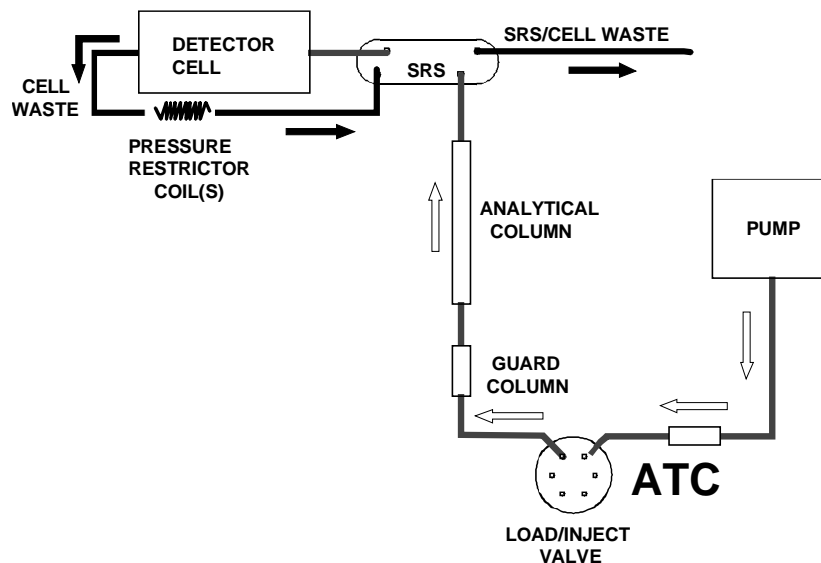 SRS/CELL WASTE
DETECTOR
CELL
SRS
CELL
WASTE
PRESSURE
RESTRICTOR
COIL(S)
ANALYTICAL
COLUMN
PUMP
GUARD
COLUMN
ATC
LOAD/INJECT
VALVE